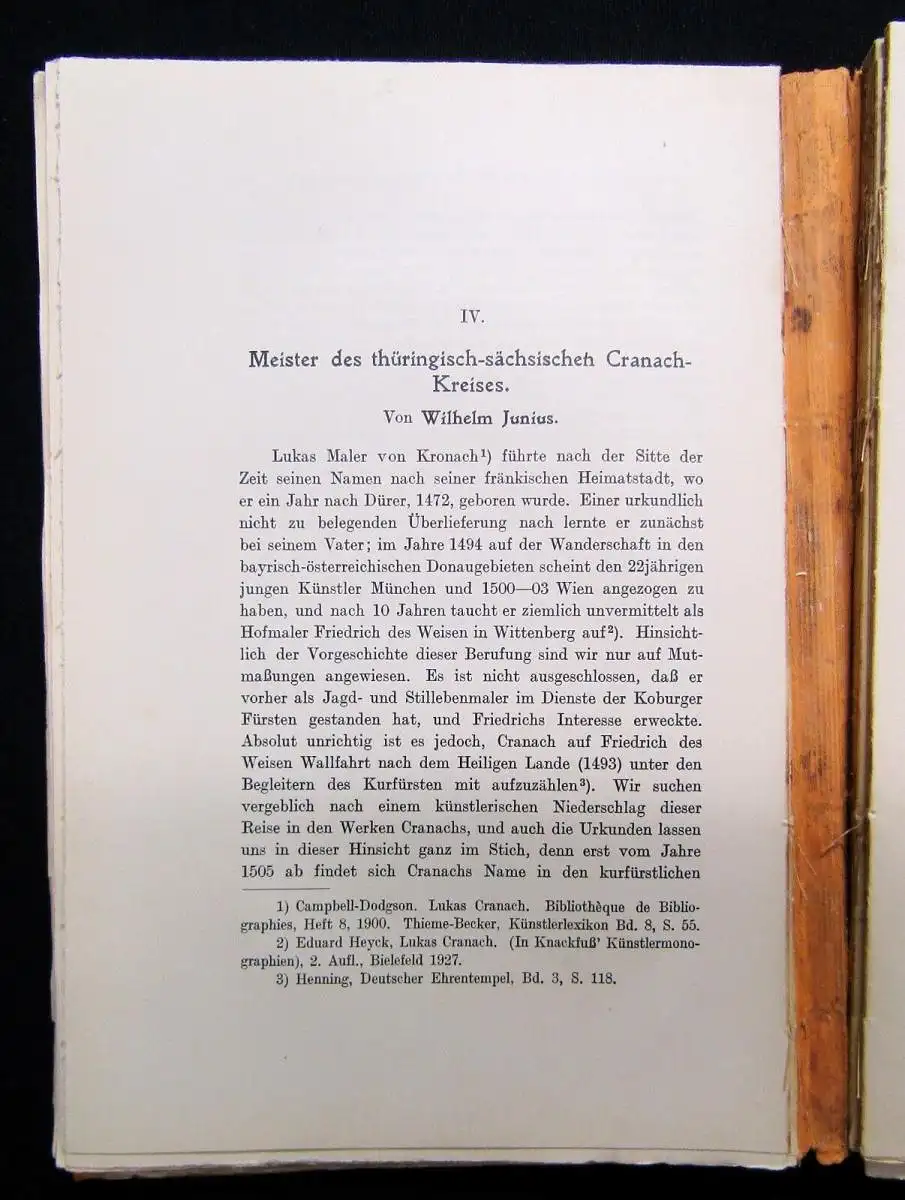 IV.
Meister des thüringisch-sächsischen Cranach-
Kreises.
Von Wilhelm Junius.
Lukas Maler von Kronach¹) führte nach der Sitte der
Zeit seinen Namen nach seiner fränkischen Heimatstadt, wo
er ein Jahr nach Dürer, 1472, geboren wurde. Einer urkundlich
nicht zu belegenden Überlieferung nach lernte er zunächst
bei seinem Vater; im Jahre 1494 auf der Wanderschaft in den
bayrisch-österreichischen Donaugebieten scheint den 22jährigen
jungen Künstler München und 1500—03 Wien angezogen zu
haben, und nach 10 Jahren taucht er ziemlich unvermittelt als
Hofmaler Friedrich des Weisen in Wittenberg auf²). Hinsicht-
lich der Vorgeschichte dieser Berufung sind wir nur auf Mut-
maßungen angewiesen. Es ist nicht ausgeschlossen, daß er
vorher als Jagd- und Stillebenmaler im Dienste der Koburger
Fürsten gestanden hat, und Friedrichs Interesse erweckte.
Absolut unrichtig ist es jedoch, Cranach auf Friedrich des
Weisen Wallfahrt nach dem Heiligen Lande (1493) unter den
Begleitern des Kurfürsten mit aufzuzählen³). Wir suchen
vergeblich nach einem künstlerischen Niederschlag dieser
Reise in den Werken Cranachs, und auch die Urkunden lassen
uns in dieser Hinsicht ganz im Stich, denn erst vom Jahre
1505 ab findet sich Cranachs Name in den kurfürstlichen
1) Campbell-Dodgson. Lukas Cranach. Bibliothèque de Biblio-
graphies, Heft 8, 1900. Thieme-Becker, Künstlerlexikon Bd. 8, S. 55.
2) Eduard Heyck, Lukas Cranach. (In Knackfuß' Künstlermono-
graphien), 2. Aufl., Bielefeld 1927.
3) Henning, Deutscher Ehrentempel, Bd. 3, S. 118.